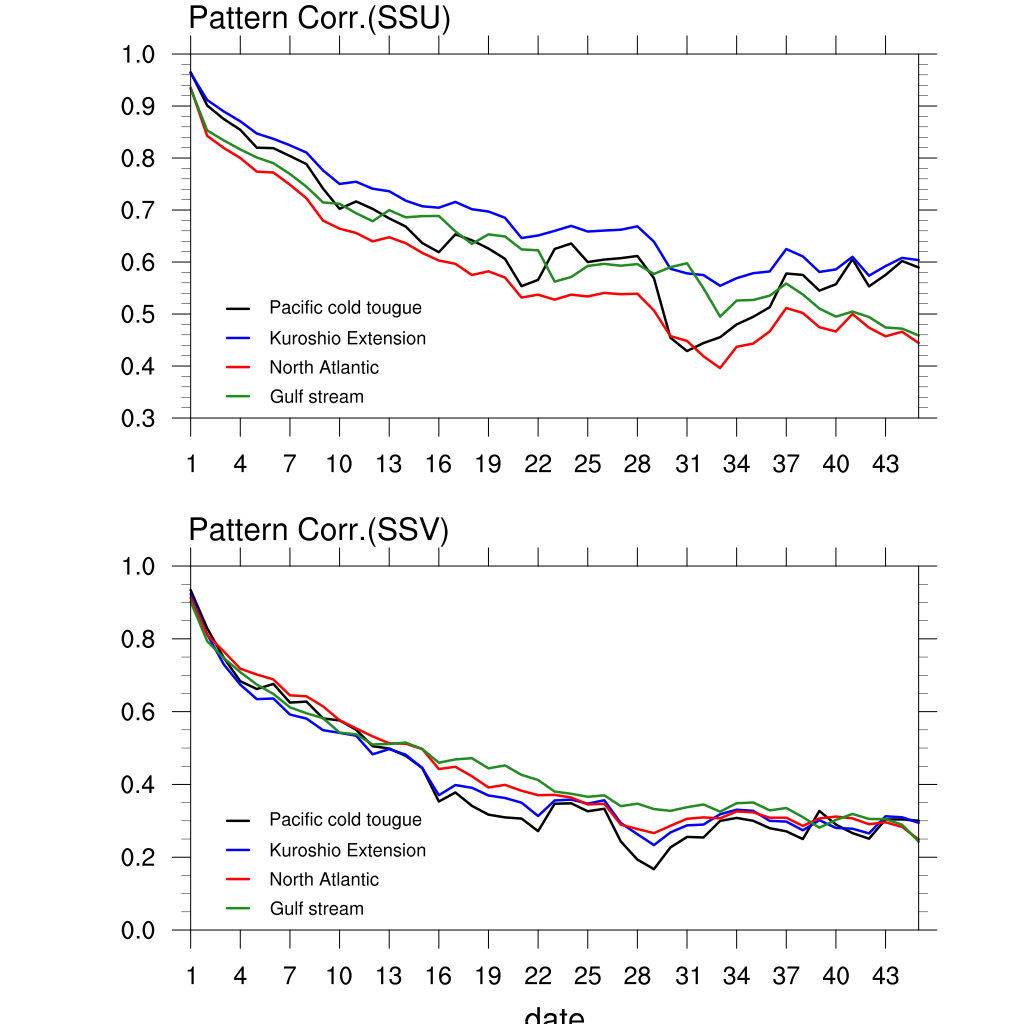 Pattern Corr.(SSU)
1.0
0.9
0.8
0.7
0.6
0.5
0.4
0.3
Pacific cold tougue
Kuroshio Extension
North Atlantic
Gulf stream
1 4 7 10 13 16 19 22 25 28 31 34 37 40 43
Pattern Corr.(SSV)
1.0
0.8
0.6
0.4
0.2
0.0
Pacific cold tougue
Kuroshio Extension
North Atlantic
Gulf stream
1 4 7 10 13 16 19 22 25 28 31 34 37 40 43
date